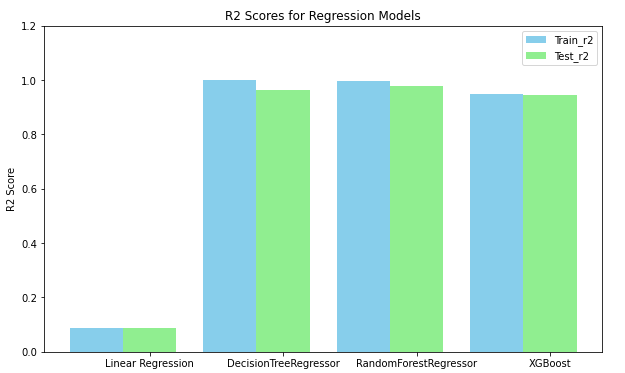 R2 Scores for Regression Models
1.2
1.0
0.8
0.6
0.4
0.2
0.0
R2 Score
Train_r2
Test_r2
Linear Regression
DecisionTreeRegressor
RandomForestRegressor
XGBoost